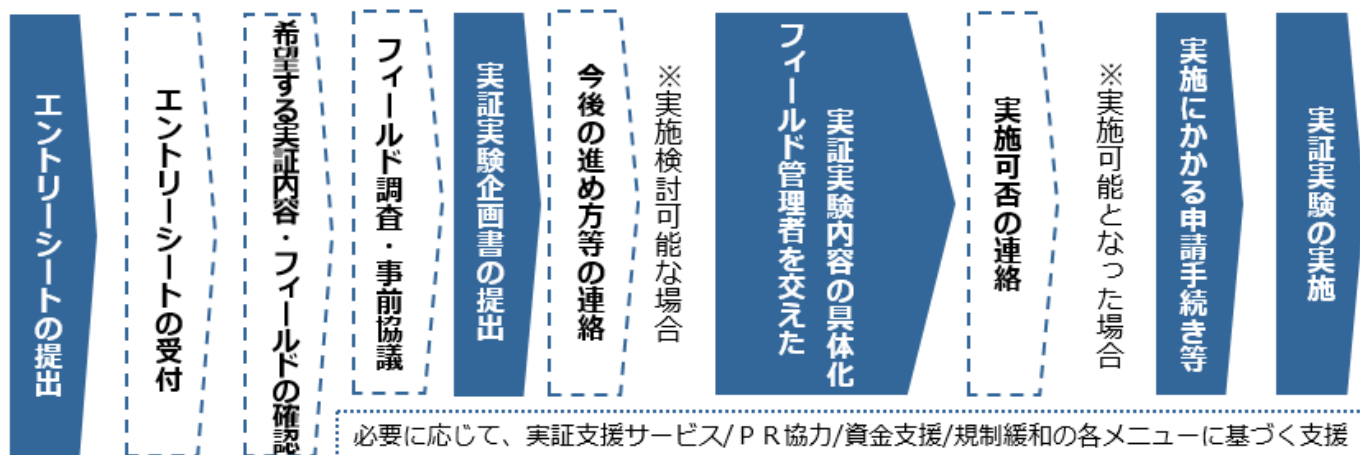 エントリーシートの提出
エントリーシートの受付
希望する実証内容・フィールドの確認
フィールド調査・事前協議
実証実験企画書の提出
今後の進め方等の連絡
※実施検討可能な場合
フィールド管理者を交えた
実証実験内容の具体化
実施可否の連絡
※実施可能となった場合
実施にかかる申請手続き等
実証実験の実施
必要に応じて、実証支援サービス/ＰＲ協力/資金支援/規制緩和の各メニューに基づく支援